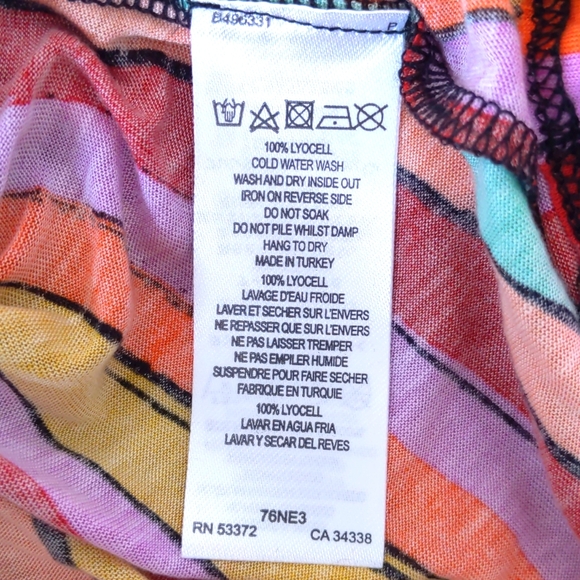 100% LYOCELL
COLD WATER WASH
WASH AND DRY INSIDE OUT
IRON ON REVERSE SIDE
DO NOT SOAK
DO NOT PILE WHILST DAMP
HANG TO DRY
MADE IN TURKEY
100% LYOCELL
LAVAGE D'EAU FROIDE
LAVER ET SECHER SUR L'ENVERS
NE REPASSER QUE SUR L'ENVERS
NE PAS LAISSER TREMPER
NE PAS EMPILER HUMIDE
SUSPENDRE POUR FAIRE SECHER
FABRIQUE EN TURQUIE
100% LYOCELL
LAVAR EN AGUA FRIA
LAVAR Y SECAR DEL REVES
76NE3
RN 53372 CA 34338